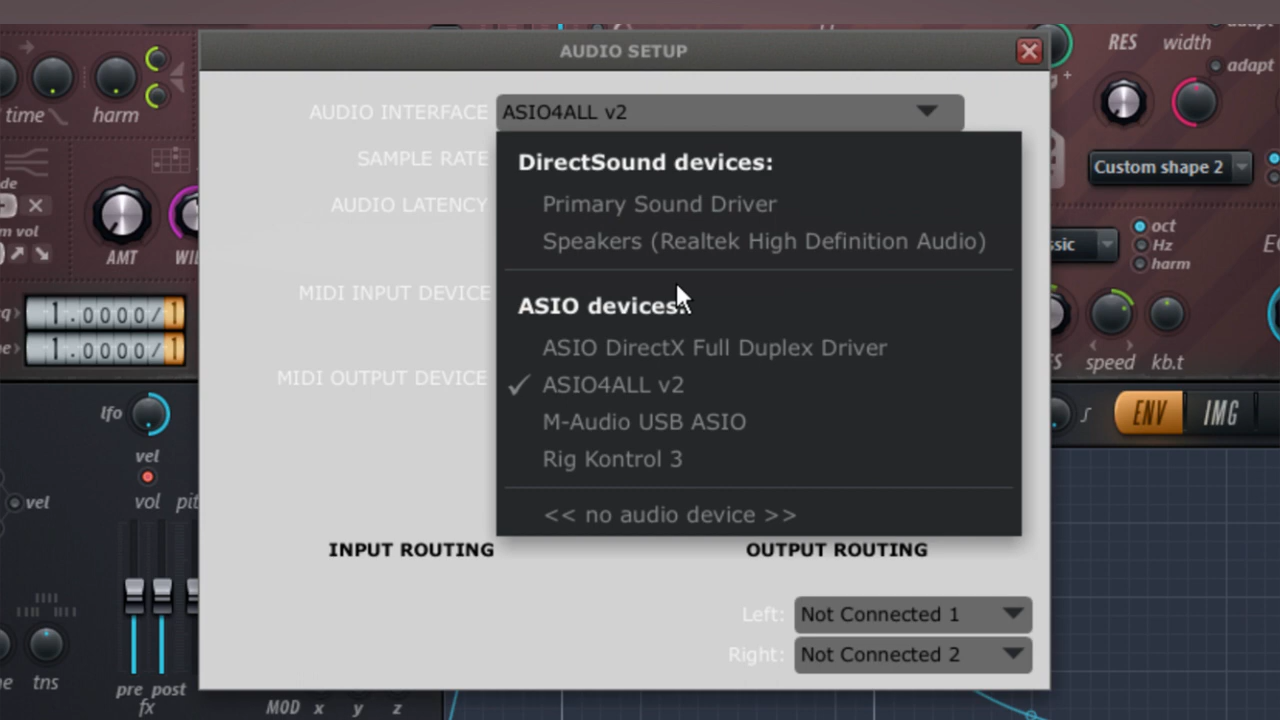 AUDIO SETUP
AUDIO INTERFACE ASIO4ALL v2
SAMPLE RATE
AUDIO LATENCY
MIDI INPUT DEVICE
MIDI OUTPUT DEVICE
DirectSound devices:
Primary Sound Driver
Speakers (Realtek High Definition Audio)
ASIO devices:
ASIO DirectX Full Duplex Driver
ASIO4ALL v2
M-Audio USB ASIO
Rig Kontrol 3
<< no audio device >>
INPUT ROUTING
OUTPUT ROUTING
Left: Not Connected 1
Right: Not Connected 2
time harm
AMT
1.0000/1
1.0000/1
lfo
vel
vel
vol
pre post
fx
tns
MOD x y z
RES width
adapt
Custom shape 2
oct
Hz
harm
speed kb.t
ENV IMG